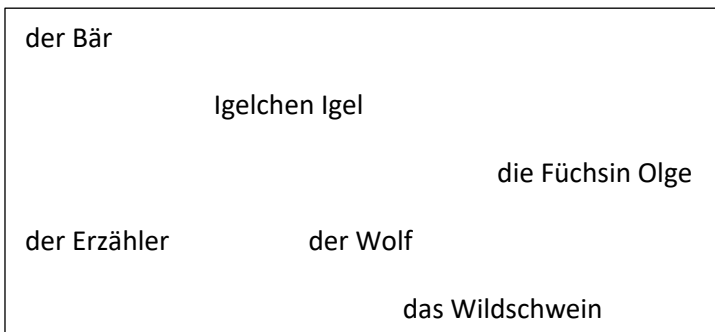 der Bär
Igelchen Igel
die Füchsin Olge
der Erzähler der Wolf
das Wildschwein